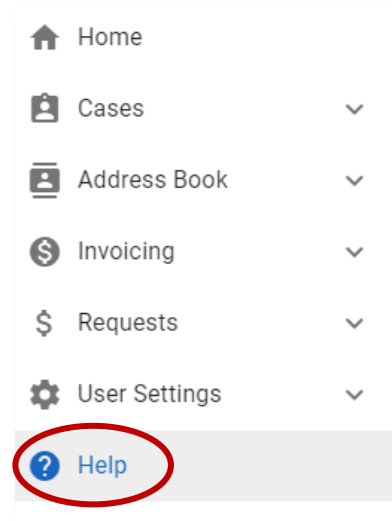 Home
Cases
Address Book
Invoicing
Requests
User Settings
Help